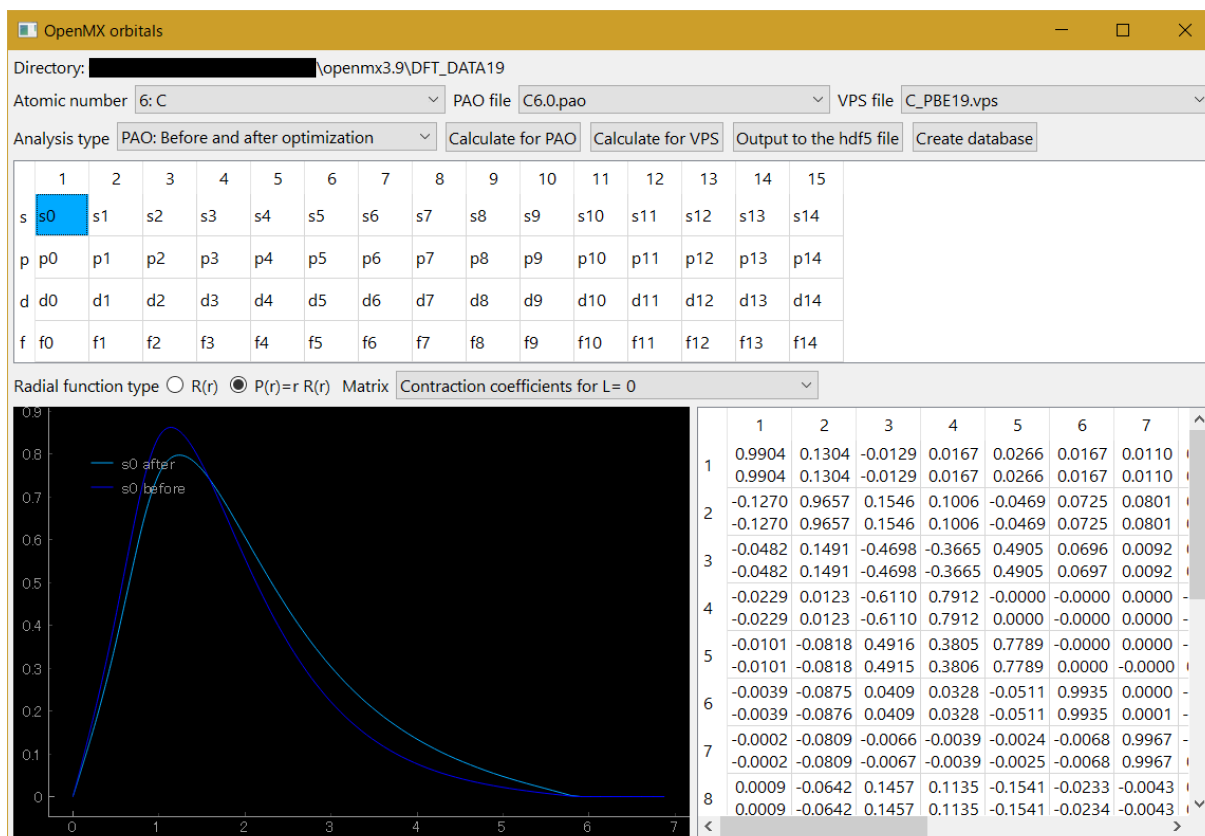 OpenMX orbitals
Directory: \openmx3.9\DFT_DATA19
Atomic number 6: C PAO file C6.0.pao VPS file C_PBE19.vps
Analysis type PAO: Before and after optimization Calculate for PAO Calculate for VPS Output to the hdf5 file Create database
1 2 3 4 5 6 7 8 9 10 11 12 13 14 15
s s0 s1 s2 s3 s4 s5 s6 s7 s8 s9 s10 s11 s12 s13 s14
p p0 p1 p2 p3 p4 p5 p6 p7 p8 p9 p10 p11 p12 p13 p14
d d0 d1 d2 d3 d4 d5 d6 d7 d8 d9 d10 d11 d12 d13 d14
f f0 f1 f2 f3 f4 f5 f6 f7 f8 f9 f10 f11 f12 f13 f14
Radial function type R(r) P(r)=r R(r) Matrix Contraction coefficients for L= 0
0.9
0.8
0.7
0.6
0.5
0.4
0.3
0.2
0.1
0
s0 after
s0 before
0 1 2 3 4 5 6 7
1 2 3 4 5 6 7
1
0.9904 0.1304 -0.0129 0.0167 0.0266 0.0167 0.0110
0.9904 0.1304 -0.0129 0.0167 0.0266 0.0167 0.0110
2
-0.1270 0.9657 0.1546 0.1006 -0.0469 0.0725 0.0801
-0.1270 0.9657 0.1546 0.1006 -0.0469 0.0725 0.0801
3
-0.0482 0.1491 -0.4698 -0.3665 0.4905 0.0696 0.0092
-0.0482 0.1491 -0.4698 -0.3665 0.4905 0.0697 0.0092
4
-0.0229 0.0123 -0.6110 0.7912 -0.0000 -0.0000 0.0000
-0.0229 0.0123 -0.6110 0.7912 0.0000 -0.0000 0.0000
5
-0.0101 -0.0818 0.4916 0.3805 0.7789 -0.0000 0.0000
-0.0101 -0.0818 0.4915 0.3806 0.7789 0.0000 -0.0000
6
-0.0039 -0.0875 0.0409 0.0328 -0.0511 0.9935 0.0000
-0.0039 -0.0876 0.0409 0.0328 -0.0511 0.9935 0.0001
7
-0.0002 -0.0809 -0.0066 -0.0039 -0.0024 -0.0068 0.9967
-0.0002 -0.0809 -0.0067 -0.0039 -0.0025 -0.0068 0.9967
8
0.0009 -0.0642 0.1457 0.1135 -0.1541 -0.0233 -0.0043
0.0009 -0.0642 0.1457 0.1135 -0.1541 -0.0234 -0.0043